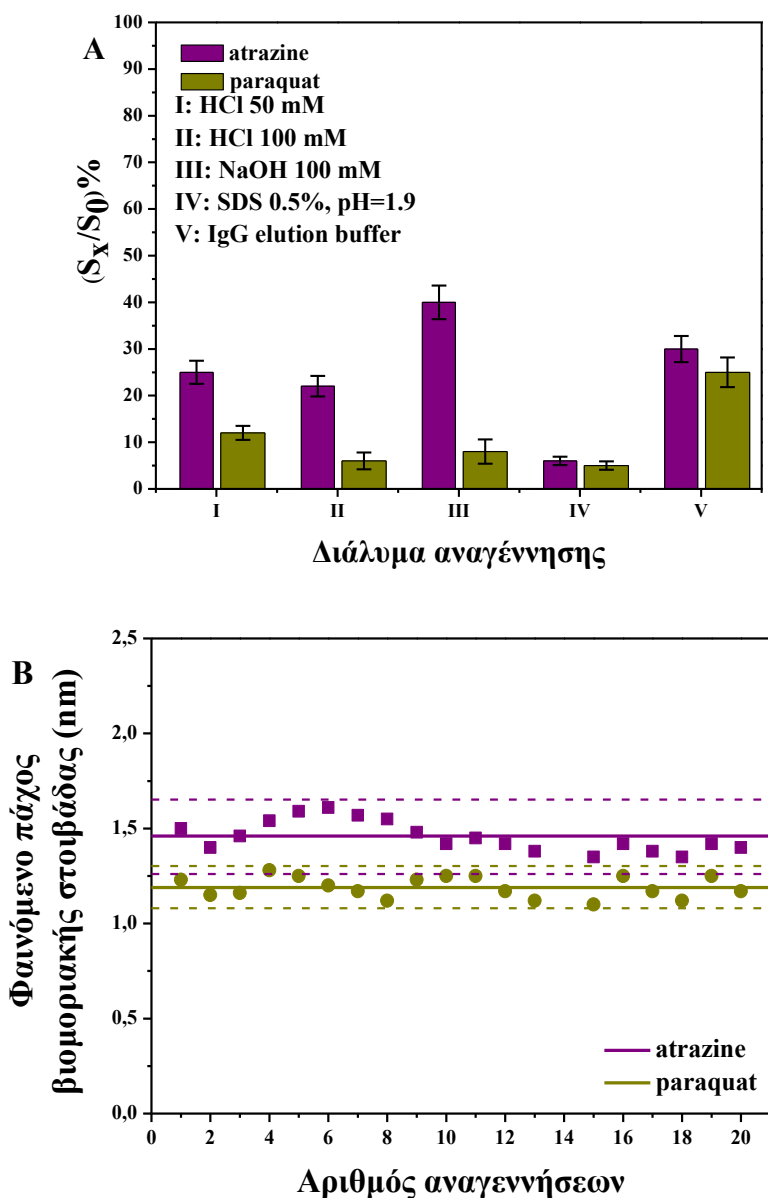 A
atrazine
paraquat
I: HCl 50 mM
II: HCl 100 mM
III: NaOH 100 mM
IV: SDS 0.5%, pH=1.9
V: IgG elution buffer
(Sx/S0)%
100
90
80
70
60
50
40
30
20
10
0
I II III IV V
Διάλυμα αναγέννησης
B
Φαινόμενο πάχος
βιομοριακής στοιβάδας (nm)
2,5
2,0
1,5
1,0
0,5
0,0
atrazine
paraquat
0 2 4 6 8 10 12 14 16 18 20
Αριθμός αναγεννήσεων